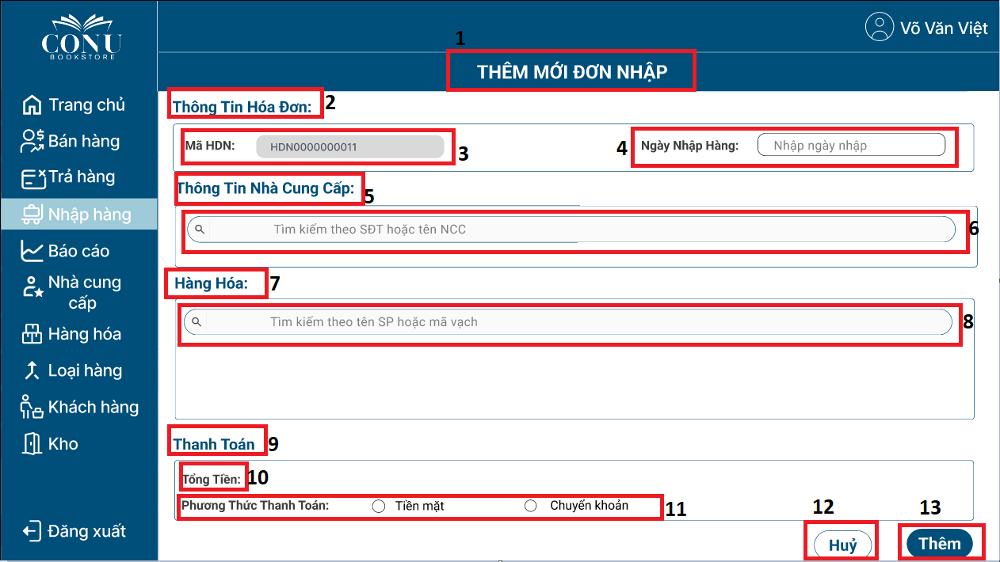 CONU
BOOKSTORE
Võ Văn Việt
1
THÊM MỚI ĐƠN NHẬP
Trang chủ
Bán hàng
Trả hàng
Nhập hàng
Báo cáo
Nhà cung
cấp
Hàng hóa
Loại hàng
Khách hàng
Kho
Đăng xuất
Thông Tin Hóa Đơn: 2
Mã HDN: HDN0000000011 3
4 Ngày Nhập Hàng: Nhập ngày nhập
Thông Tin Nhà Cung Cấp: 5
Tìm kiếm theo SĐT hoặc tên NCC 6
Hàng Hóa: 7
Tìm kiếm theo tên SP hoặc mã vạch 8
Thanh Toán 9
Tổng Tiền: 10
Phương Thức Thanh Toán: Tiền mặt Chuyển khoản 11
12 13
Huỷ Thêm